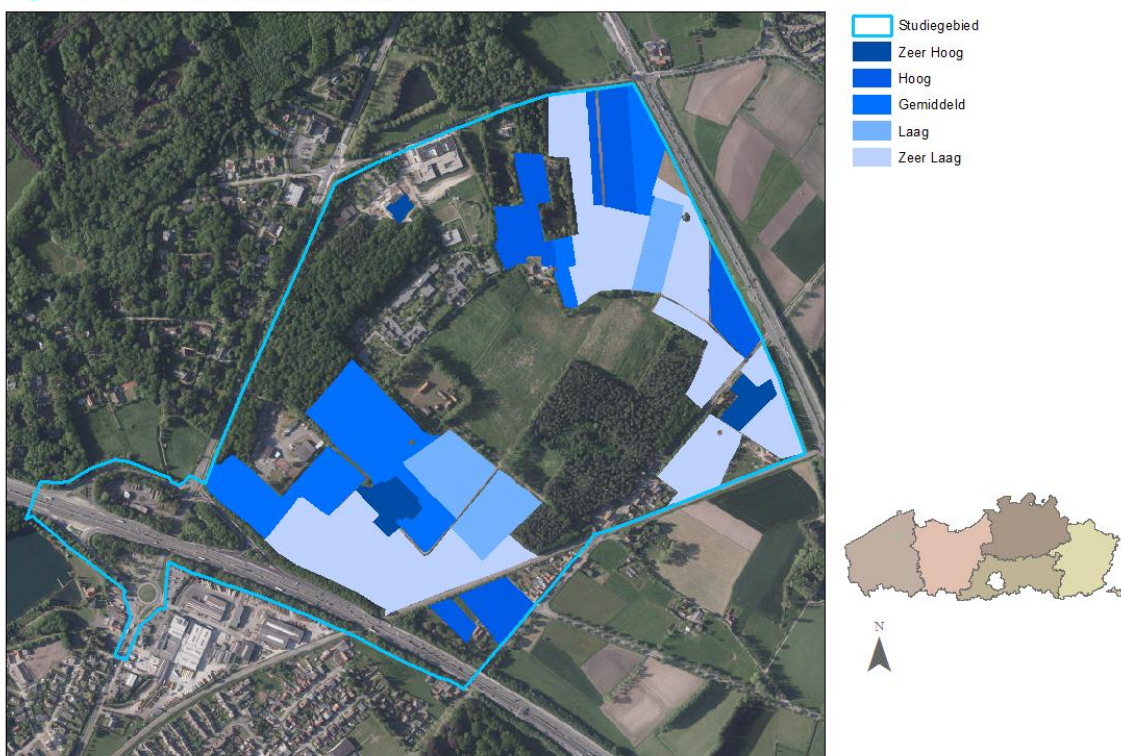 Studiegebied
Zeer Hoog
Hoog
Gemiddeld
Laag
Zeer Laag
N